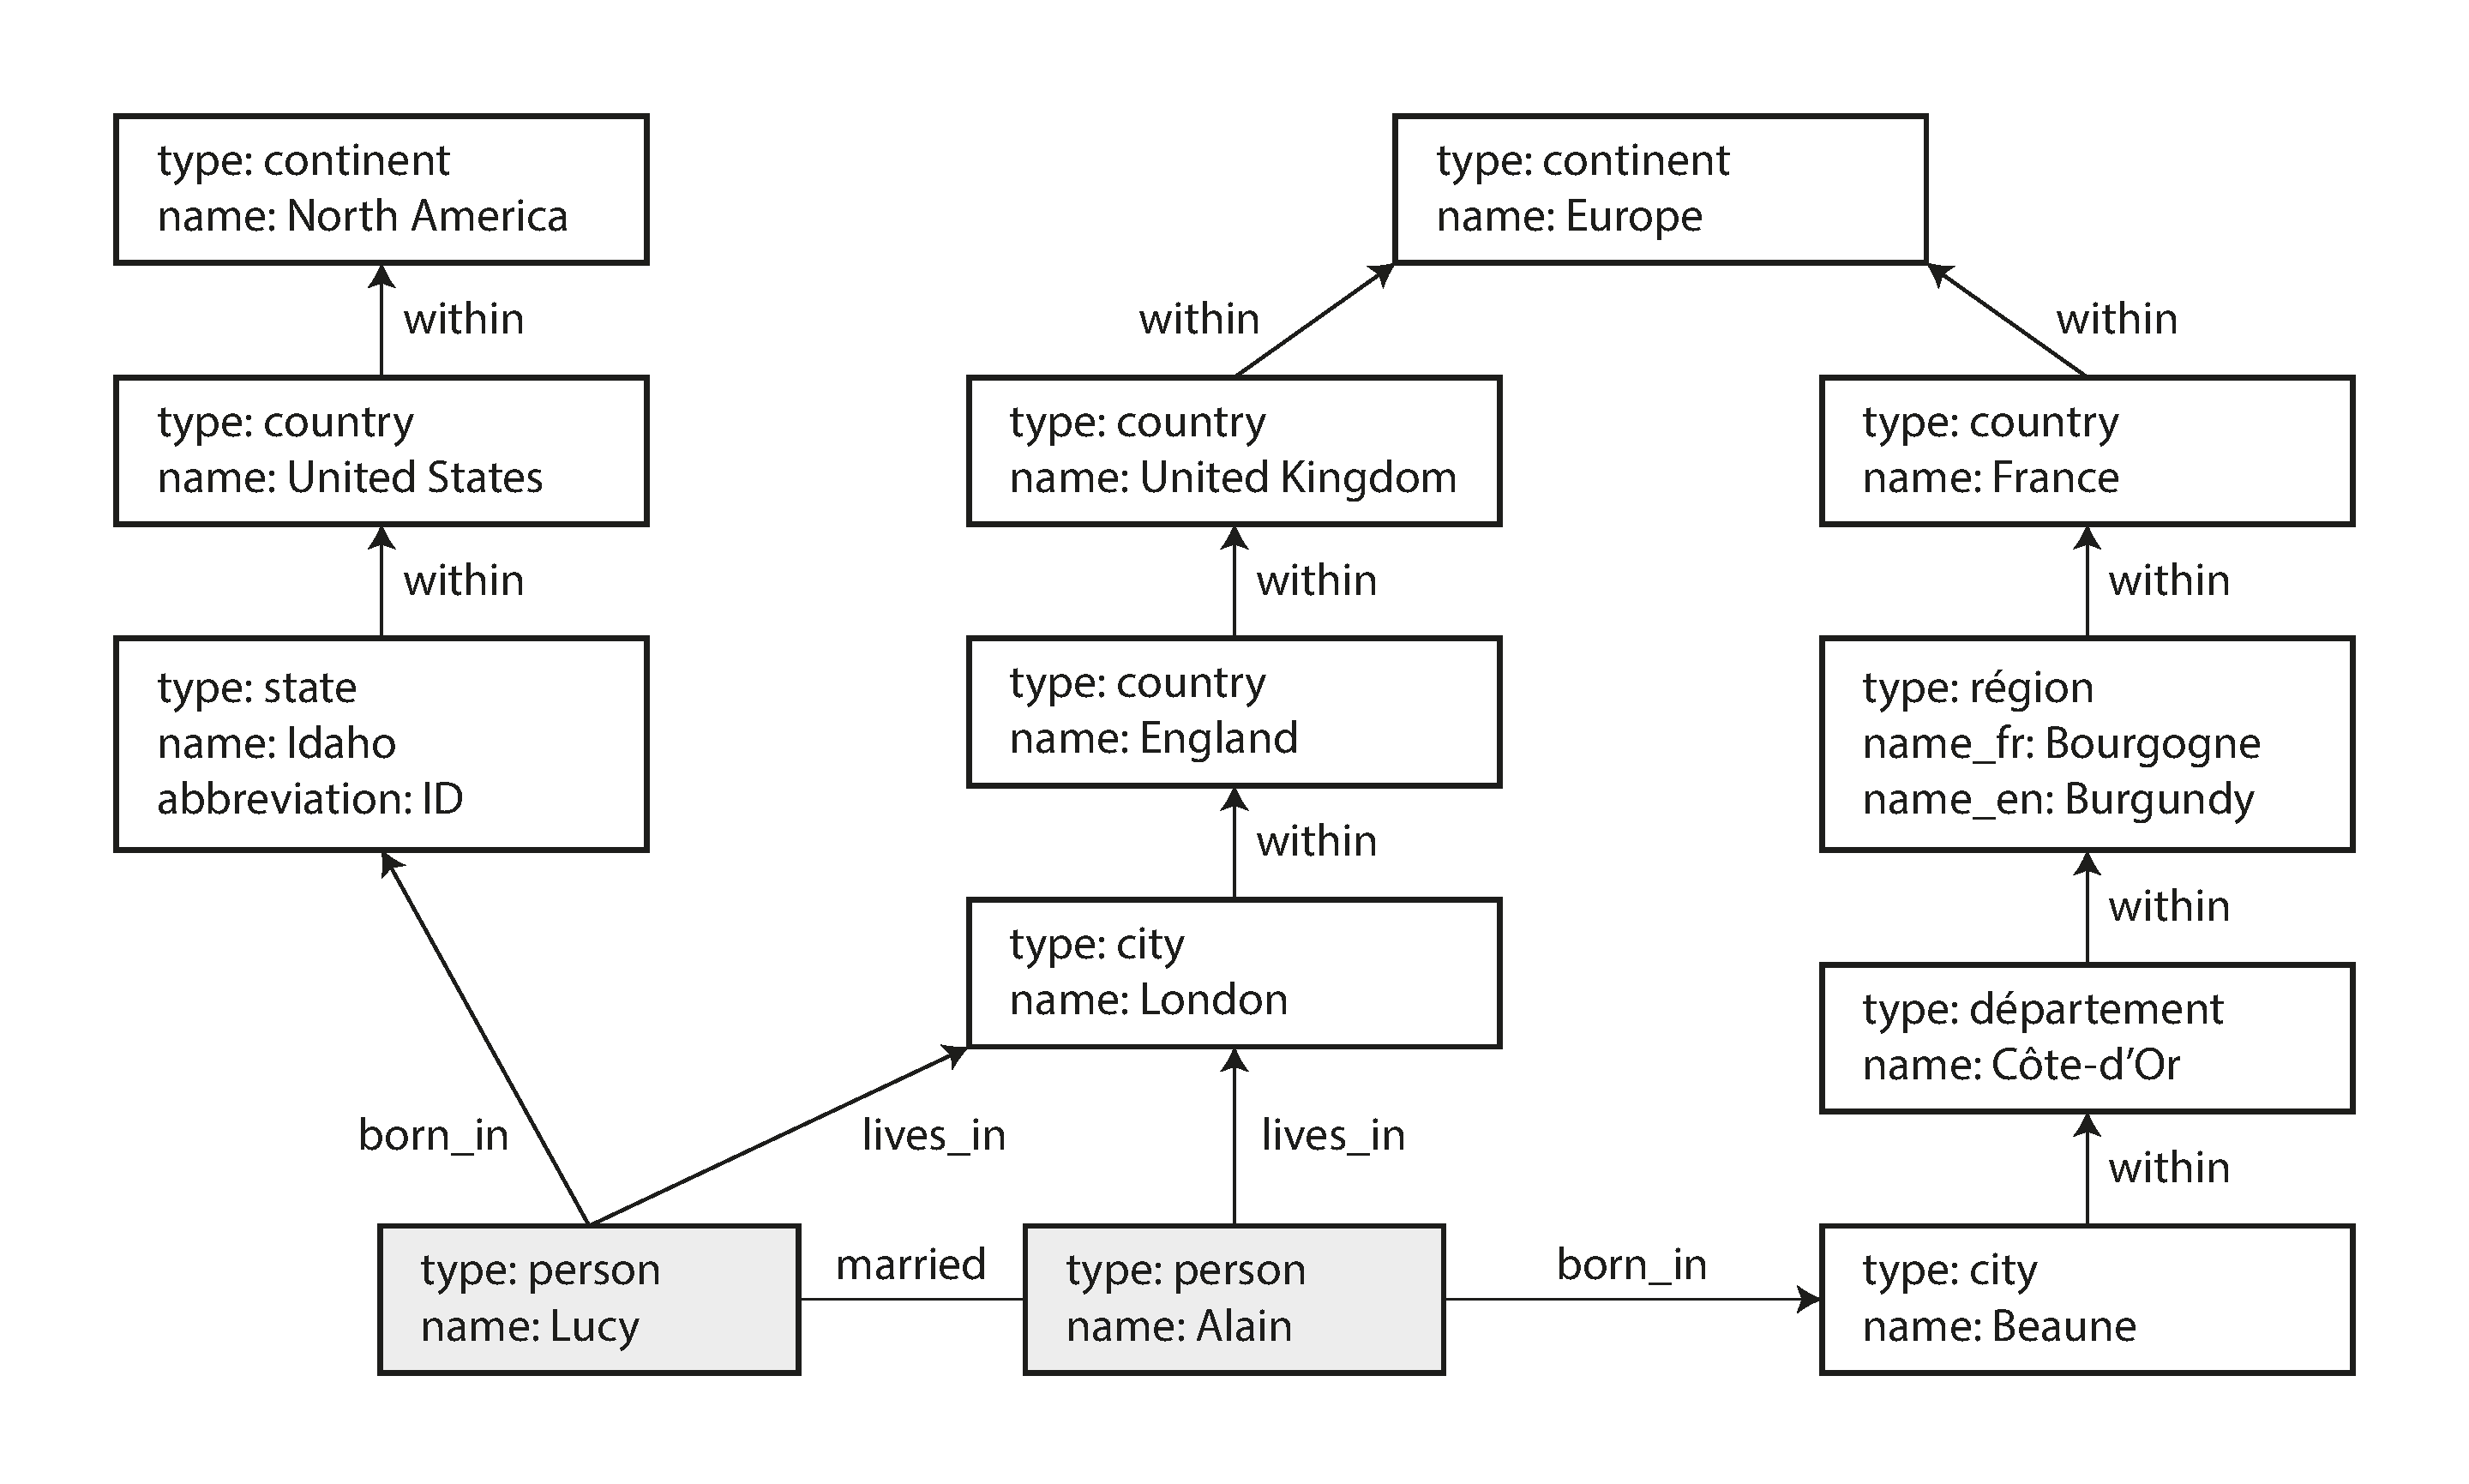 type: continent
name: North America
type: continent
name: Europe
within
within
within
type: country
name: United States
type: country
name: United Kingdom
type: country
name: France
within
within
within
type: state
name: Idaho
abbreviation: ID
type: country
name: England
type: région
name_fr: Bourgogne
name_en: Burgundy
within
within
type: city
name: London
type: département
name: Côte-d’Or
born_in
lives_in
lives_in
within
type: person
name: Lucy
married
type: person
name: Alain
born_in
type: city
name: Beaune